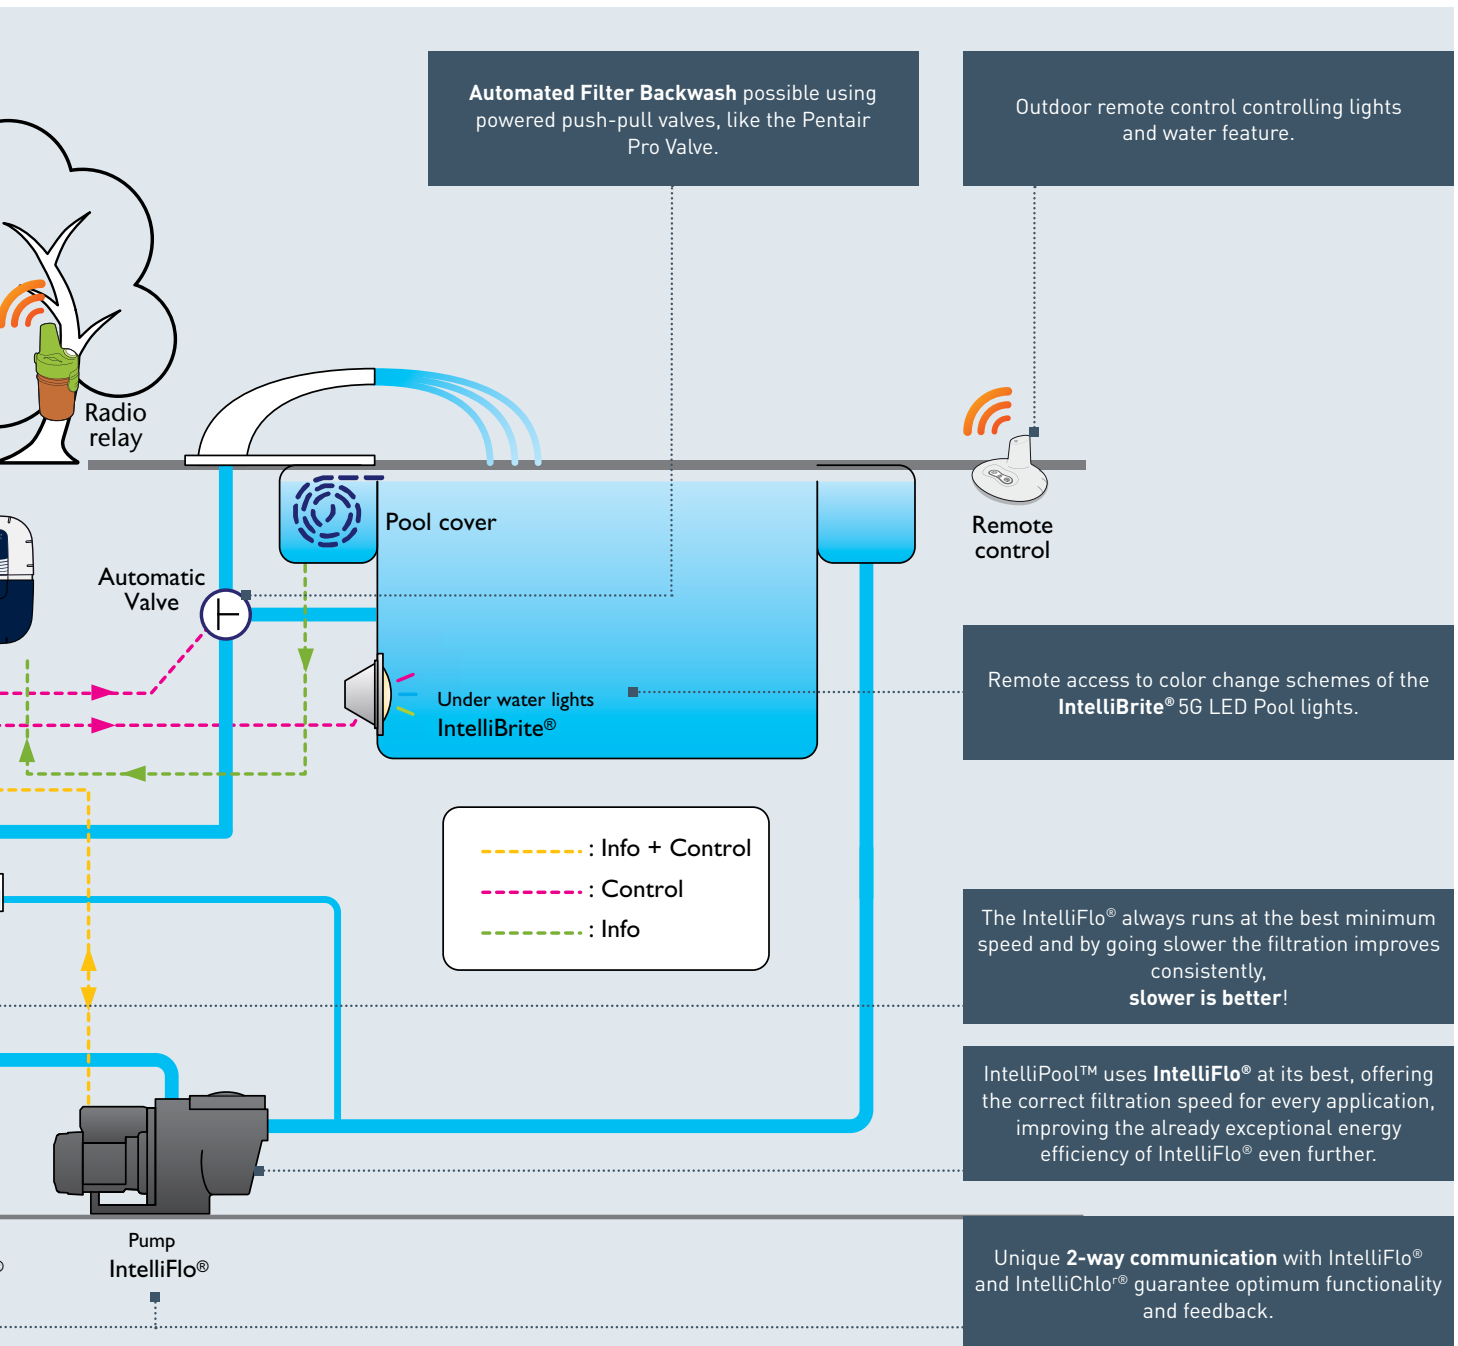 Automated Filter Backwash possible using
powered push-pull valves, like the Pentair
Pro Valve.
Outdoor remote control controlling lights
and water feature.
Radio
relay
Pool cover
Remote
control
Automatic
Valve
Under water lights
IntelliBrite®
Remote access to color change schemes of the
IntelliBrite® 5G LED Pool lights.
: Info + Control
: Control
: Info
The IntelliFlo® always runs at the best minimum
speed and by going slower the filtration improves
consistently,
slower is better!
IntelliPool™ uses IntelliFlo® at its best, offering
the correct filtration speed for every application,
improving the already exceptional energy
efficiency of IntelliFlo® even further.
Pump
IntelliFlo®
®
Unique 2-way communication with IntelliFlo®
and IntelliChlor® guarantee optimum functionality
and feedback.